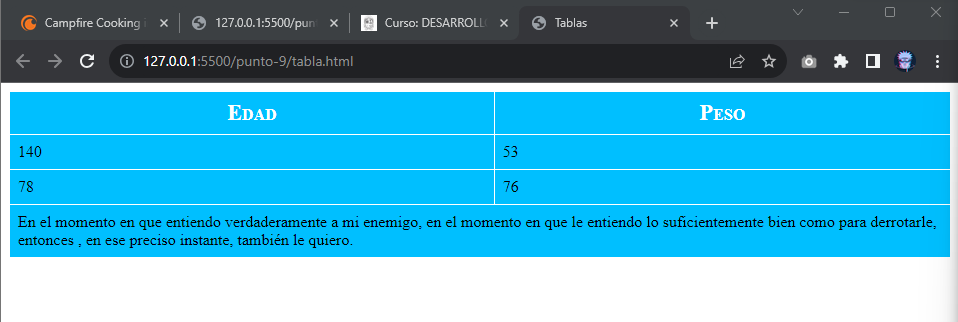 Campfire Cooking i
127.0.0.1:5500/punt
Curso: DESARROLL
Tablas
127.0.0.1:5500/punto-9/tabla.html
Edad Peso
140 53
78 76
En el momento en que entiendo verdaderamente a mi enemigo, en el momento en que le entiendo lo suficientemente bien como para derrotarle,
entonces , en ese preciso instante, también le quiero.